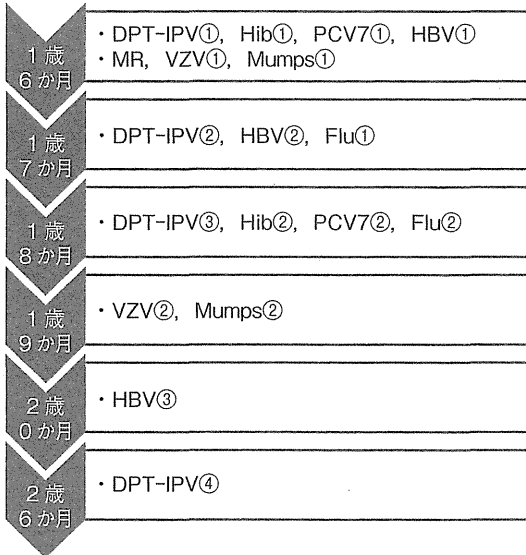 1歳
6か月
・DPT-IPV①, Hib①, PCV7①, HBV①
・MR, VZV①, Mumps①
1歳
7か月
・DPT-IPV②, HBV②, Flu①
1歳
8か月
・DPT-IPV③, Hib②, PCV7②, Flu②
1歳
9か月
・VZV②, Mumps②
2歳
0か月
・HBV③
2歳
6か月
・DPT-IPV④